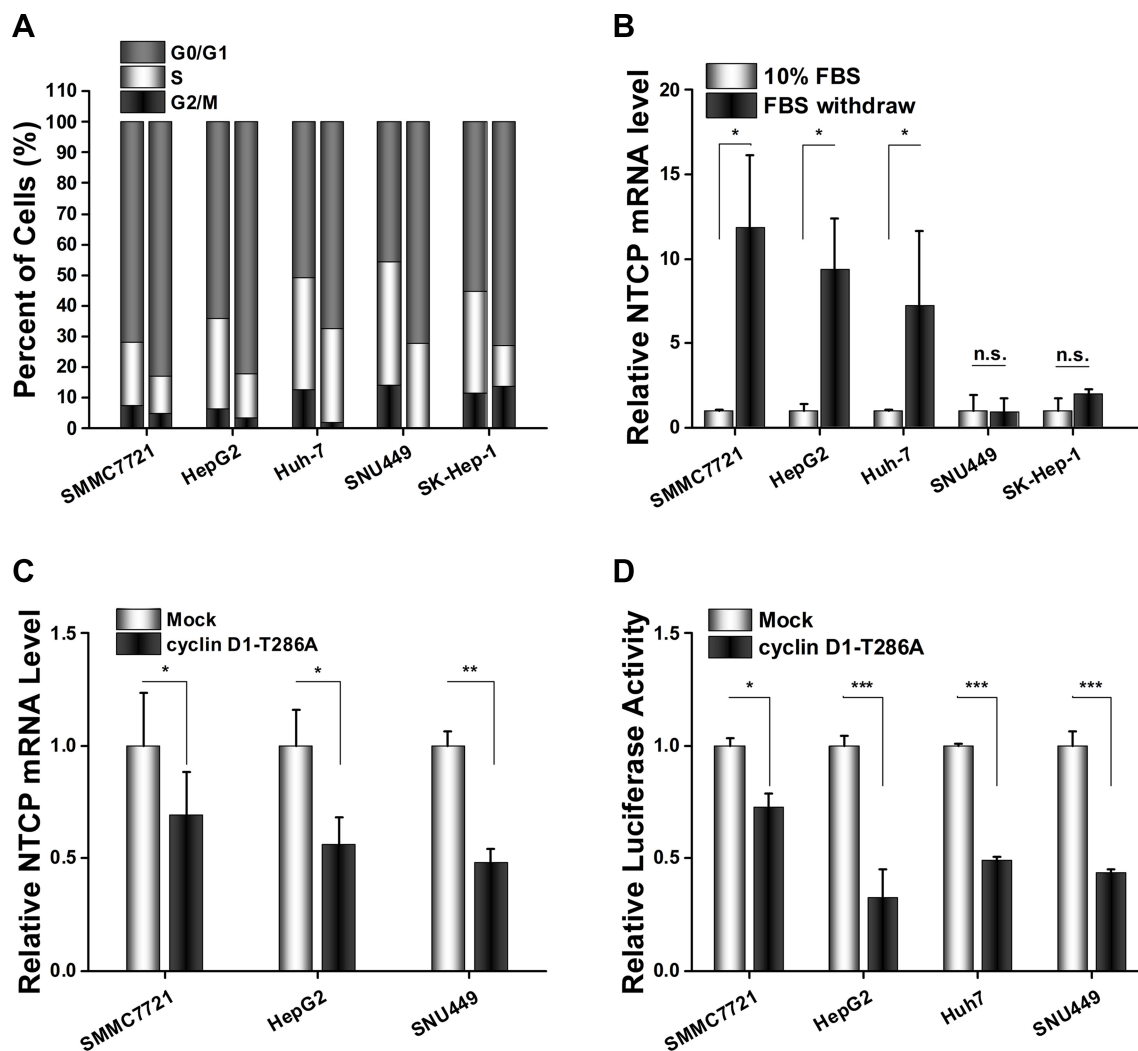 A
G0/G1
S
G2/M
Percent of Cells (%)
110
100
90
80
70
60
50
40
30
20
10
0
SMMC7721
HepG2
Huh-7
SNU449
SK-Hep-1
B
10% FBS
FBS withdraw
Relative NTCP mRNA level
20
15
10
5
0
*
*
*
n.s.
n.s.
SMMC7721
HepG2
Huh-7
SNU449
SK-Hep-1
C
Mock
cyclin D1-T286A
Relative NTCP mRNA Level
1.5
1.0
0.5
0.0
*
*
**
SMMC7721
HepG2
SNU449
D
Mock
cyclin D1-T286A
Relative Luciferase Activity
1.5
1.0
0.5
0.0
*
***
***
***
SMMC7721
HepG2
Huh7
SNU449